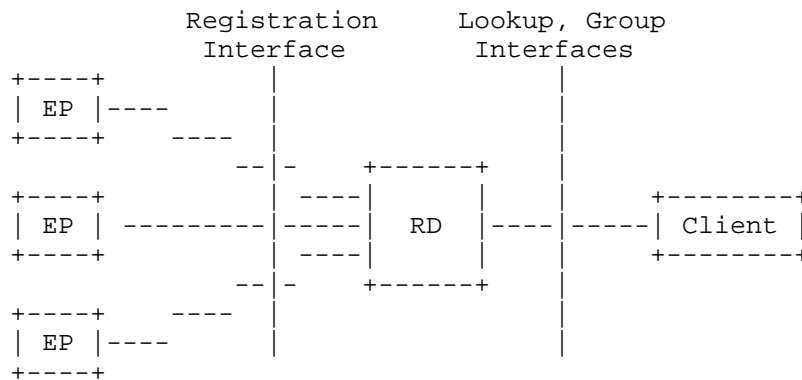 Registration Lookup, Group
Interface Interfaces
EP
EP RD Client
EP